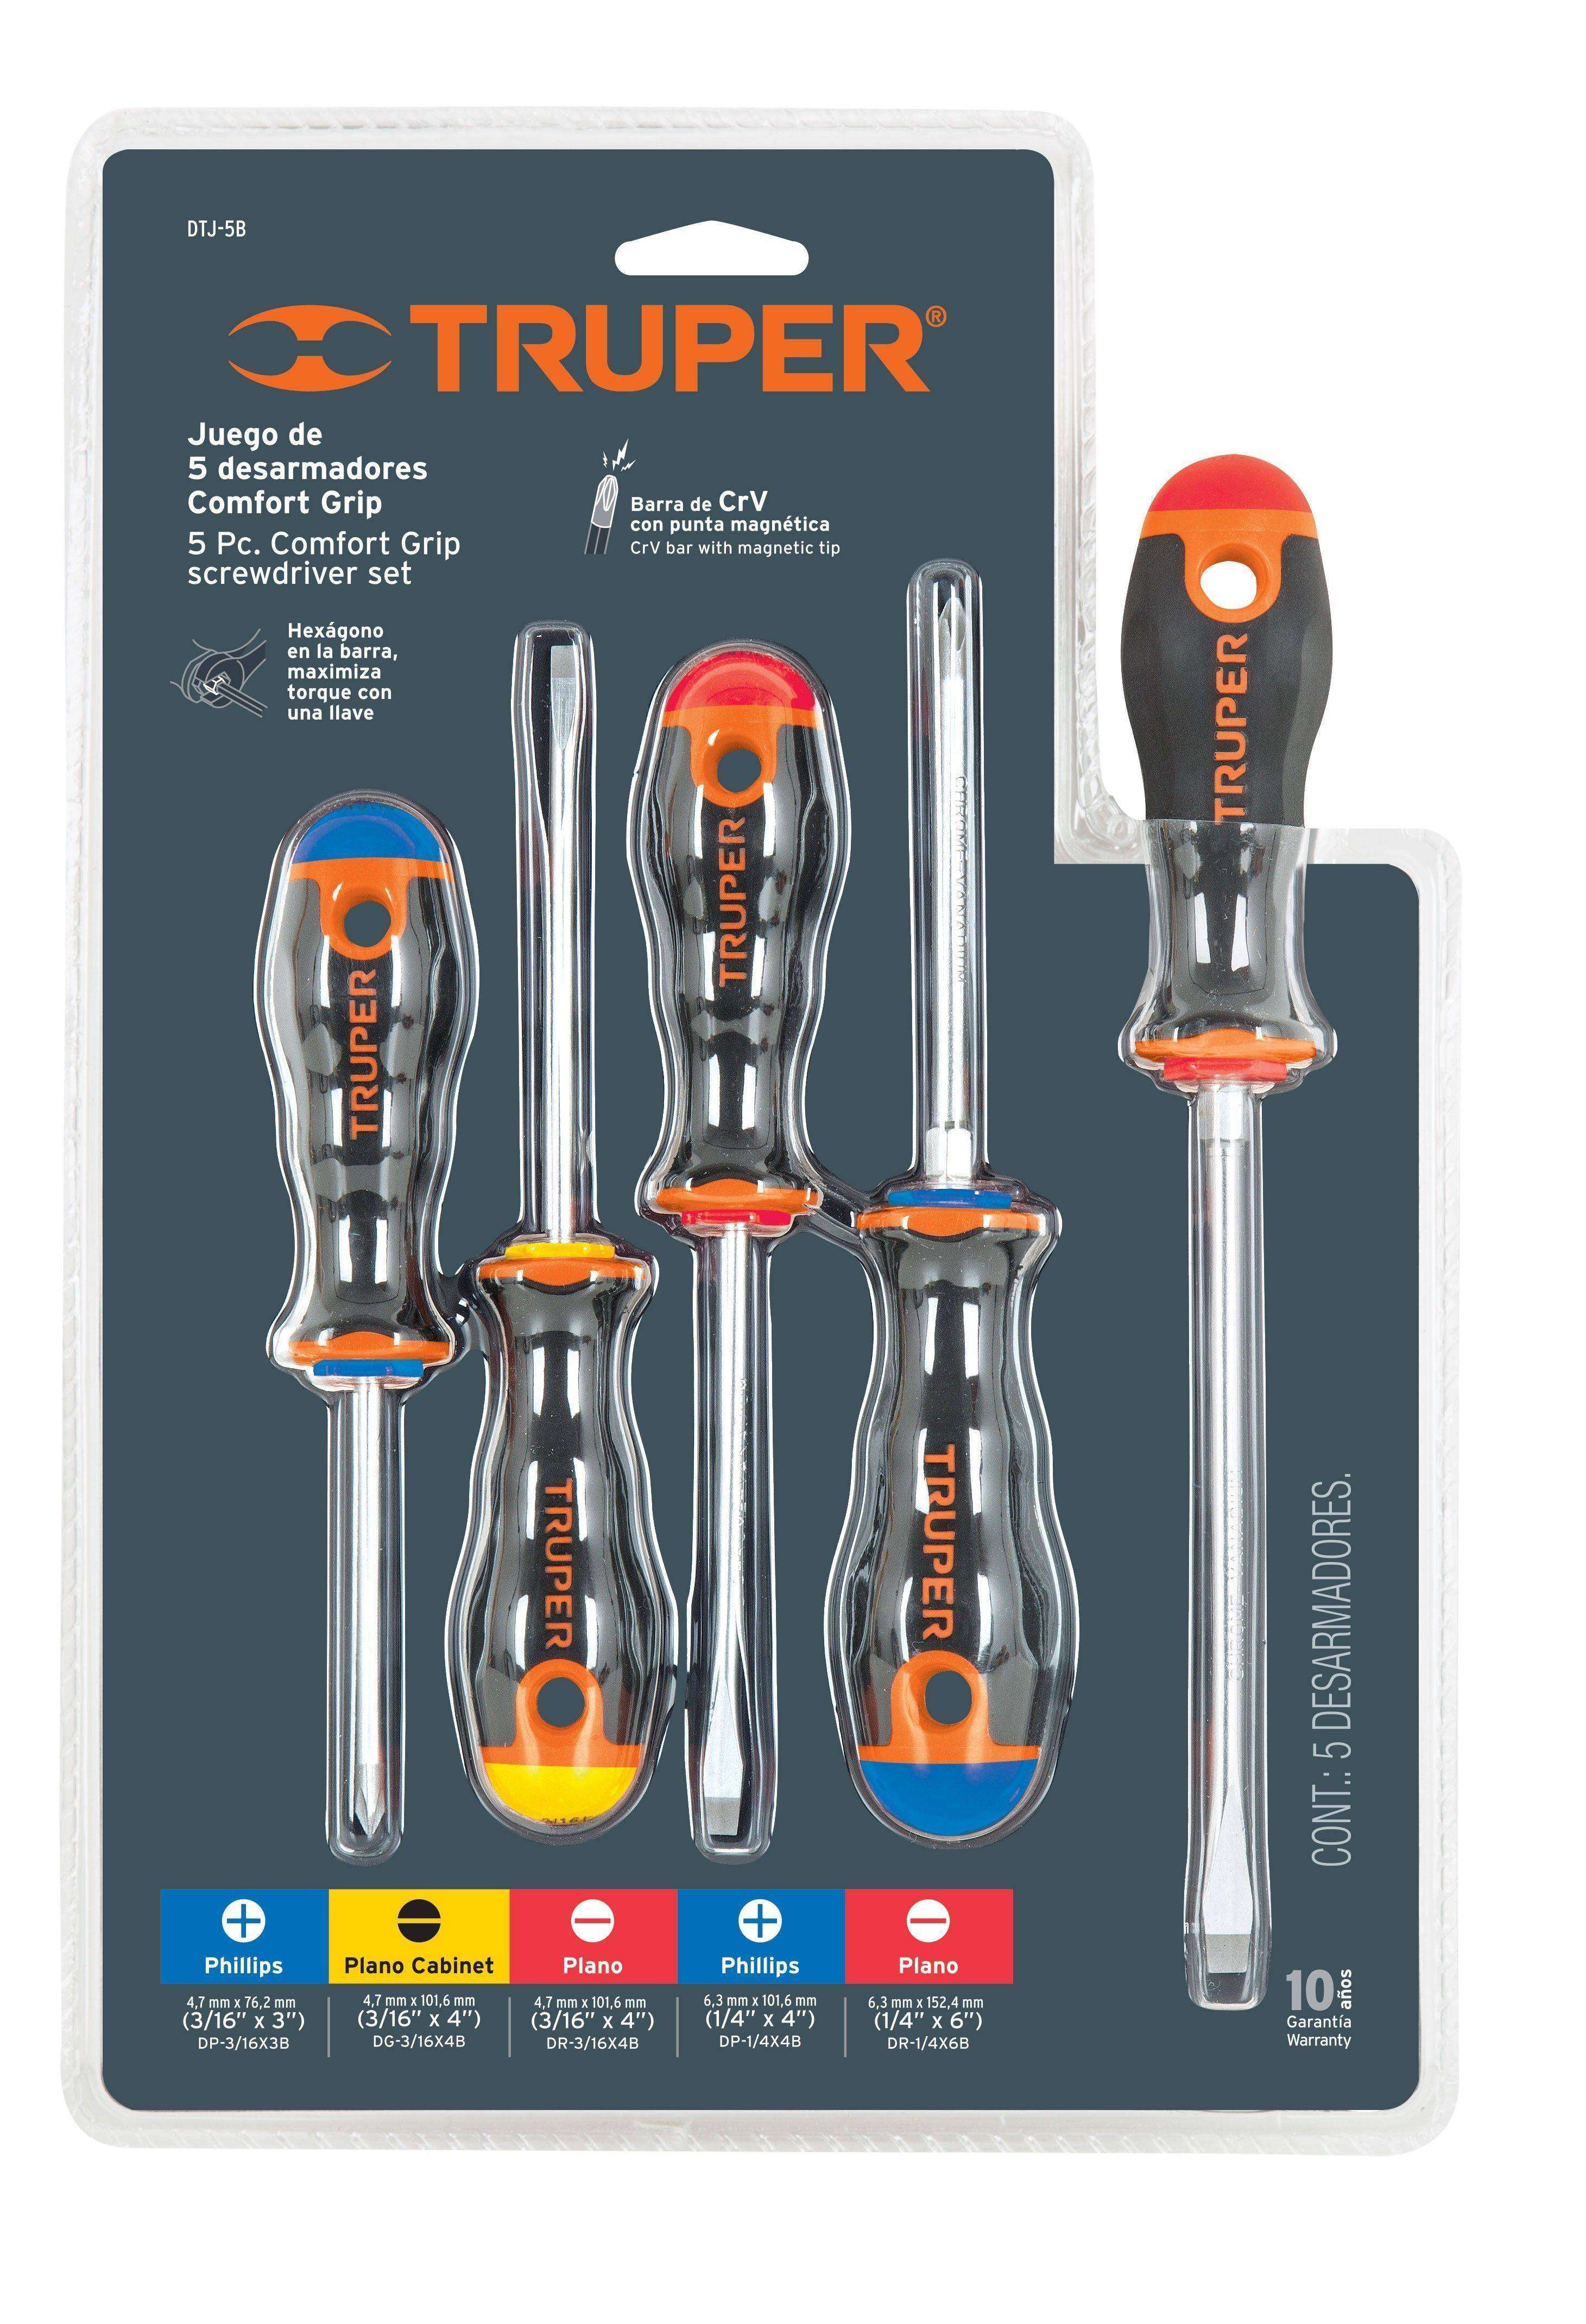 DTJ-5B
TRUPER®
Juego de
5 desarmadores
Comfort Grip
5 Pc. Comfort Grip
screwdriver set
Barra de CrV
con punta magnética
CrV bar with magnetic tip
Hexágono
en la barra,
maximiza
torque con
una llave
TRUPER
TRUPER
TRUPER
TRUPER
TRUPER
CHROME VANADIUM
CONT.: 5 DESARMADORES.
Phillips
4,7 mm x 76,2 mm
(3/16″ x 3″)
DP-3/16X3B
Plano Cabinet
4,7 mm x 101,6 mm
(3/16″ x 4″)
DG-3/16X4B
Plano
4,7 mm x 101,6 mm
(3/16″ x 4″)
DR-3/16X4B
Phillips
6,3 mm x 101,6 mm
(1/4″ x 4″)
DP-1/4X4B
Plano
6,3 mm x 152,4 mm
(1/4″ x 6″)
DR-1/4X6B
10 años
Garantía
Warranty